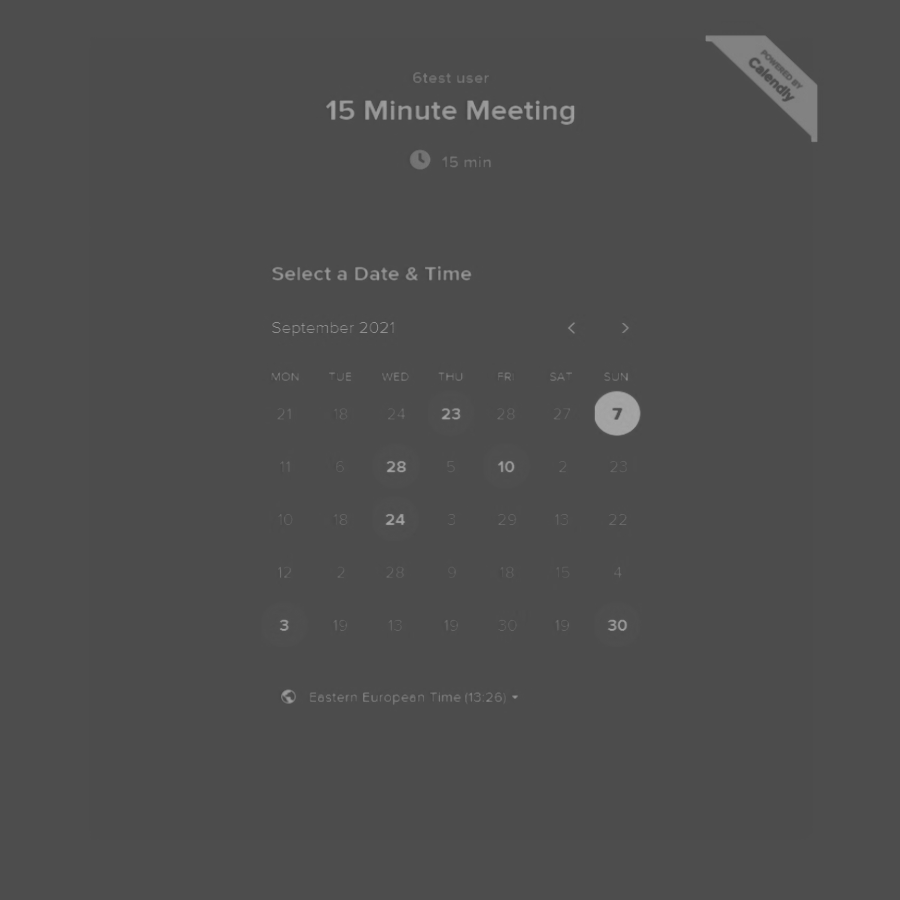 POWERED BY
Calendly
6test user
15 Minute Meeting
15 min
Select a Date & Time
September 2021
MON TUE WED THU FRI SAT SUN
21 18 24 23 28 27 7
11 6 28 5 10 2 23
10 18 24 3 29 13 22
12 2 28 9 18 15 4
3 19 13 19 30 19 30
Eastern European Time (13:26)